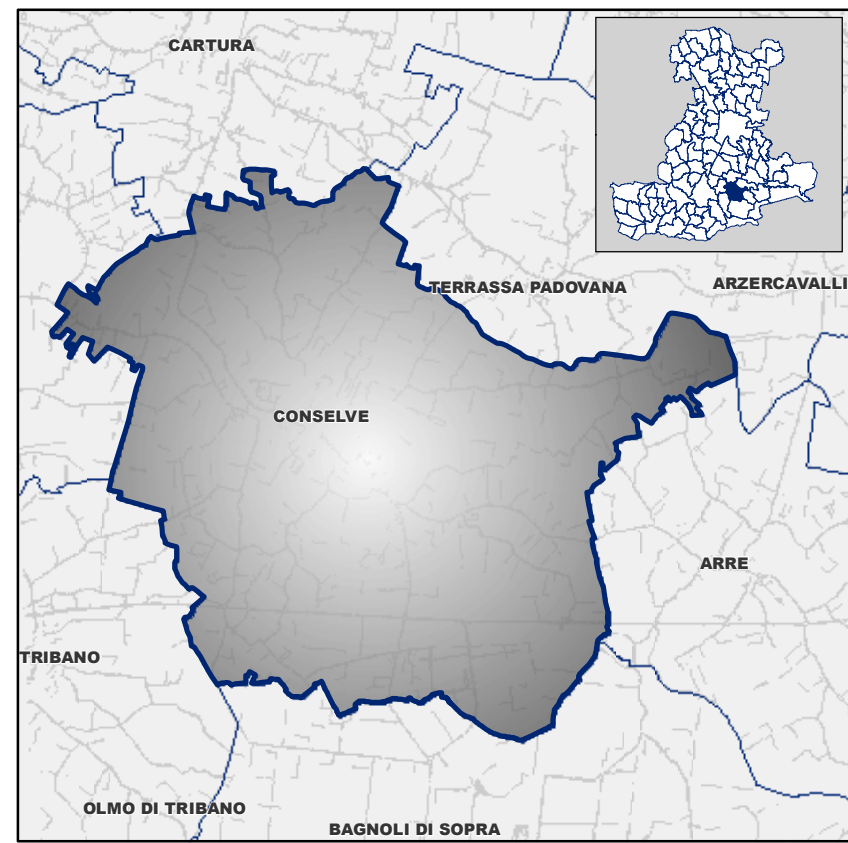 CARTURA
TERRASSA PADOVANA
ARZERCAVALLI
CONSELVE
ARRE
TRIBANO
OLMO DI TRIBANO
BAGNOLI DI SOPRA